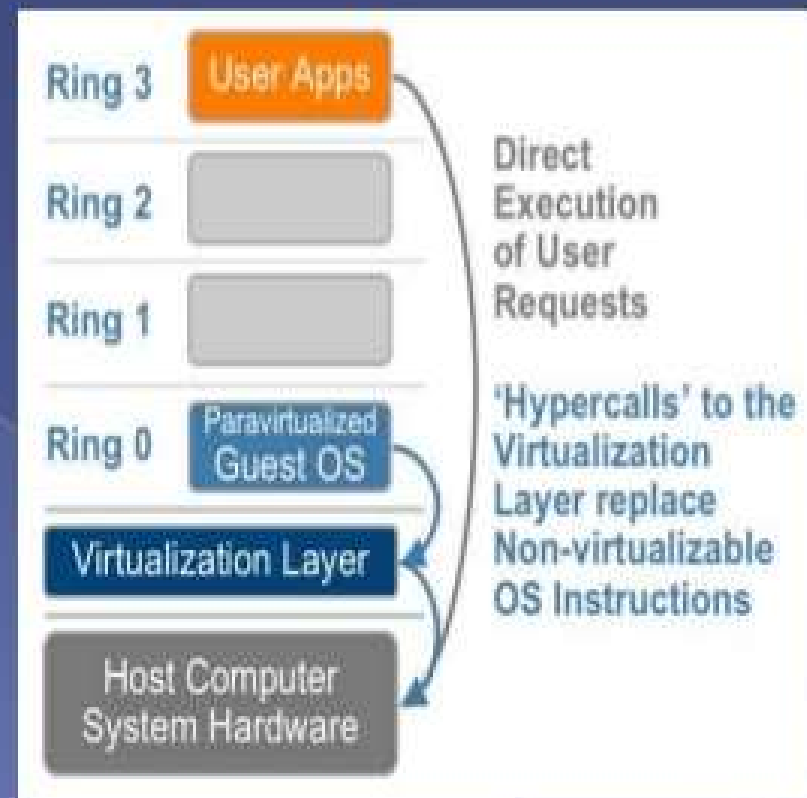 Ring 3
User Apps
Ring 2
Ring 1
Ring 0
Paravirtualized
Guest OS
Virtualization Layer
Host Computer
System Hardware
Direct
Execution
of User
Requests
‘Hypercalls’ to the
Virtualization
Layer replace
Non-virtualizable
OS Instructions